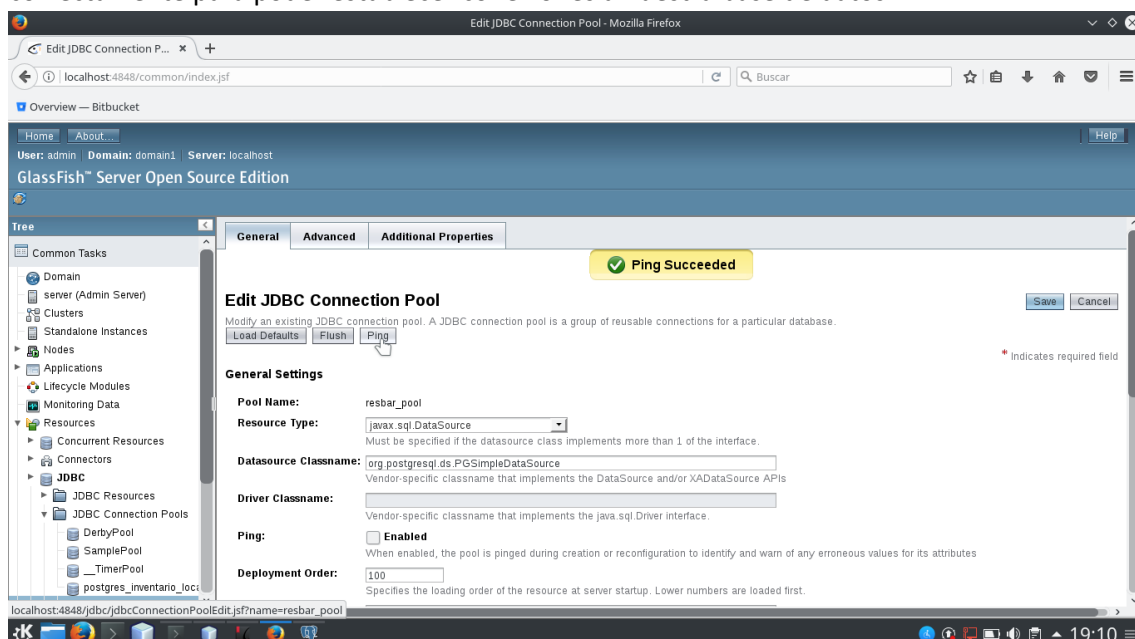 Edit JDBC Connection Pool - Mozilla Firefox
Edit JDBC Connection P...
localhost:4848/common/index.jsf
Buscar
Overview — Bitbucket
Home About...
Help
User: admin Domain: domain1 Server: localhost
GlassFish™ Server Open Source Edition
Tree
Common Tasks
Domain
server (Admin Server)
Clusters
Standalone Instances
Nodes
Applications
Lifecycle Modules
Monitoring Data
Resources
Concurrent Resources
Connectors
JDBC
JDBC Resources
JDBC Connection Pools
DerbyPool
SamplePool
__TimerPool
postgres_inventario_loca
General Advanced Additional Properties
Ping Succeeded
Edit JDBC Connection Pool
Save Cancel
Modify an existing JDBC connection pool. A JDBC connection pool is a group of reusable connections for a particular database.
Load Defaults Flush Ping
* Indicates required field
General Settings
Pool Name: resbar_pool
Resource Type: javax.sql.DataSource
Must be specified if the datasource class implements more than 1 of the interface.
Datasource Classname: org.postgresql.ds.PGSimpleDataSource
Vendor-specific classname that implements the DataSource and/or XADataSource APIs
Driver Classname:
Vendor-specific classname that implements the java.sql.Driver interface.
Ping: Enabled
When enabled, the pool is pinged during creation or reconfiguration to identify and warn of any erroneous values for its attributes
Deployment Order: 100
Specifies the loading order of the resource at server startup. Lower numbers are loaded first.
localhost:4848/jdbc/jdbcConnectionPoolEdit.jsf?name=resbar_pool
19:10